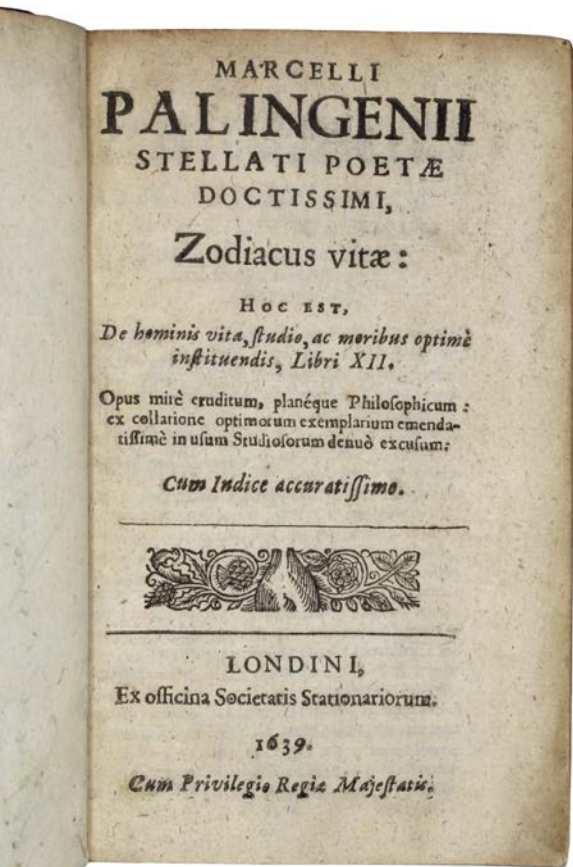 MARCELLI
PALINGENII
STELLATI POETÆ
DOCTISSIMI,
Zodiacus vitæ:
HOC EST,
De hominis vita, ſtudio, ac moribus optimè
inſtituendis, Libri XII.
Opus mirè eruditum, planéque Philoſophicum:
ex collatione optimorum exemplarium emenda-
tiſſimè in uſum Studioſorum denuò excuſum:
Cum Indice accuratiſſimo.
LONDINI,
Ex officina Societatis Stationariorum.
1639.
Cum Privilegio Regiæ Majeſtatis.